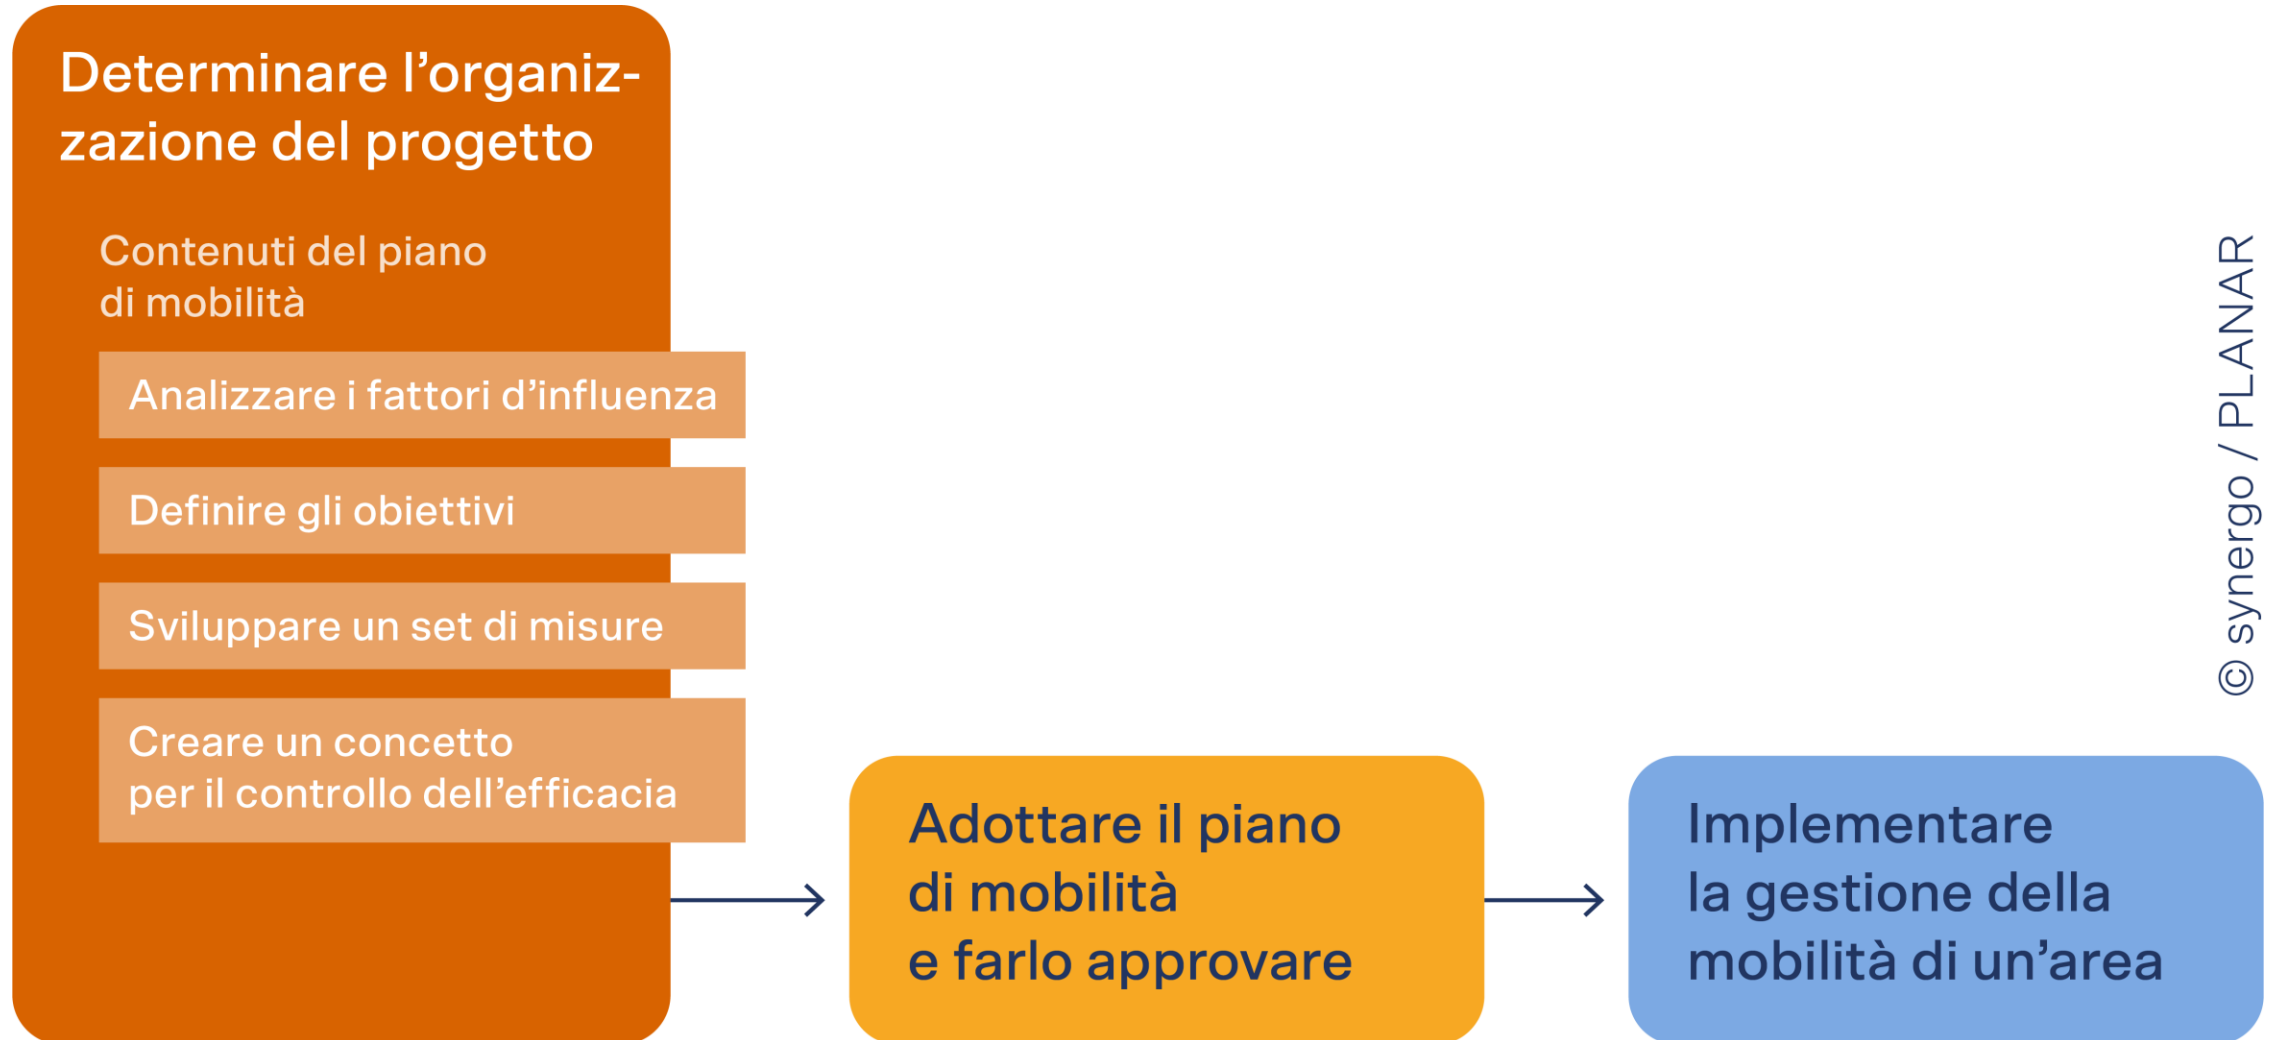 Determinare l’organiz-
zazione del progetto
Contenuti del piano
di mobilità
Analizzare i fattori d’influenza
Definire gli obiettivi
Sviluppare un set di misure
Creare un concetto
per il controllo dell’efficacia
Adottare il piano
di mobilità
e farlo approvare
Implementare
la gestione della
mobilità di un’area
© synergo / PLANAR